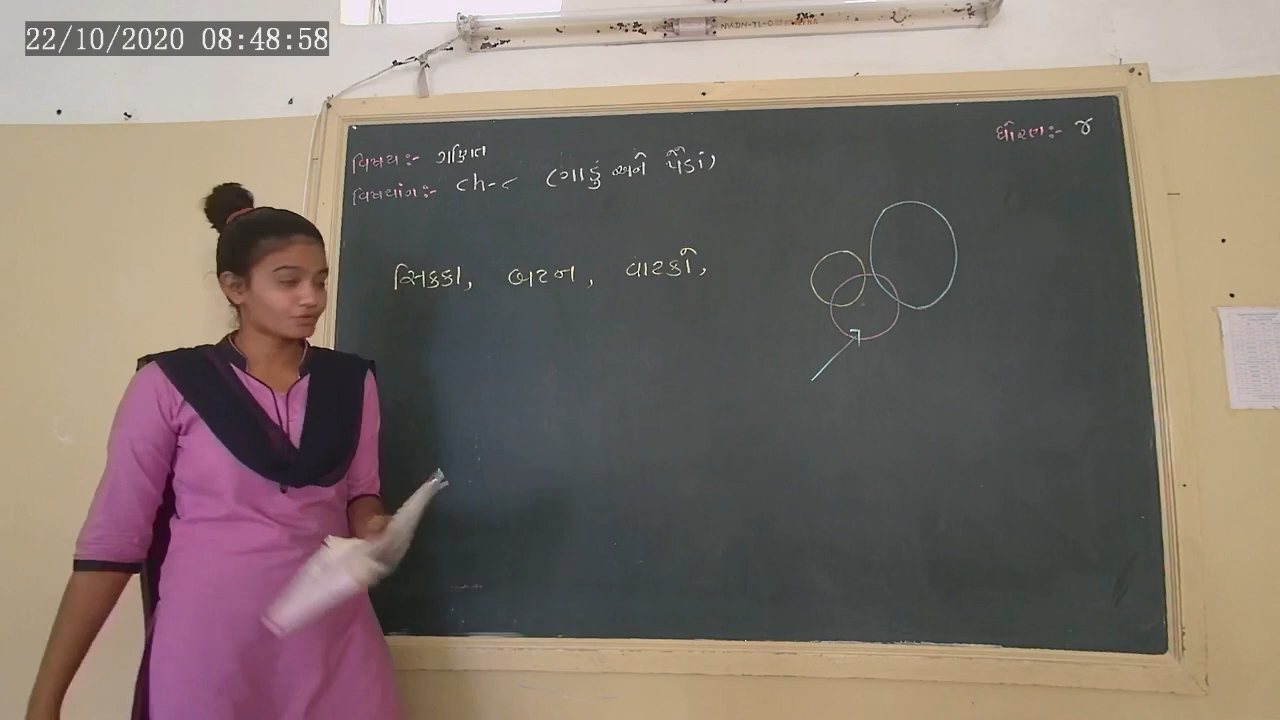 22/10/2020 08:48:58
વિષય:- ગણિત
ધોરણ:- ૪
વિષયાંગ:- ch-૮ (ગાડું અને પૈડાં)
સિક્કા, બટન, વાટકો,